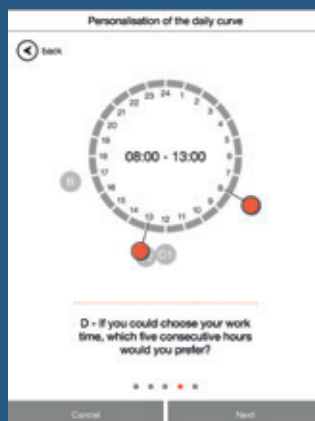 Personalisation of the daily curve
back
24
1
2
3
4
5
6
7
8
9
10
11
12
13
14
15
16
17
18
19
20
21
22
23
08:00 - 13:00
B
C1
D - If you could choose your work
time, which five consecutive hours
would you prefer?
Cancel
Next